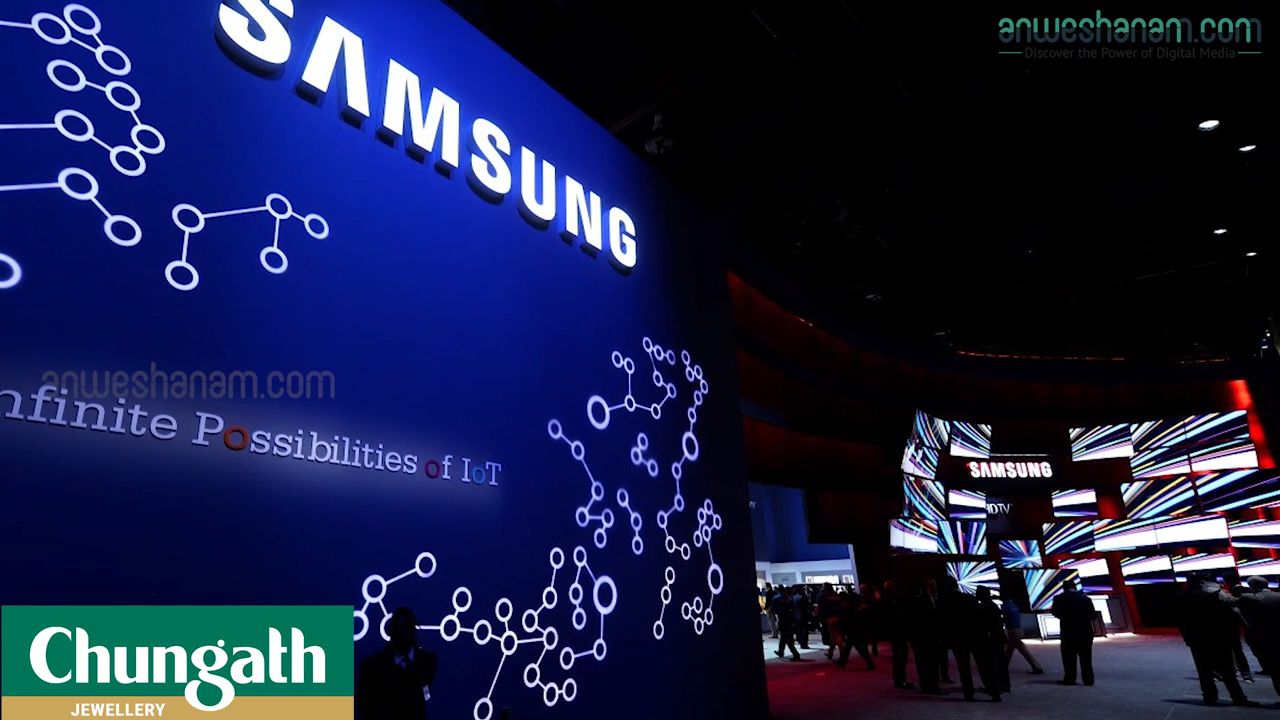 SAMSUNG
anweshanam.com
Discover the Power of Digital Media
anweshanam.com
nfinite Possibilities of IoT
SAMSUNG
Chungath
JEWELLERY